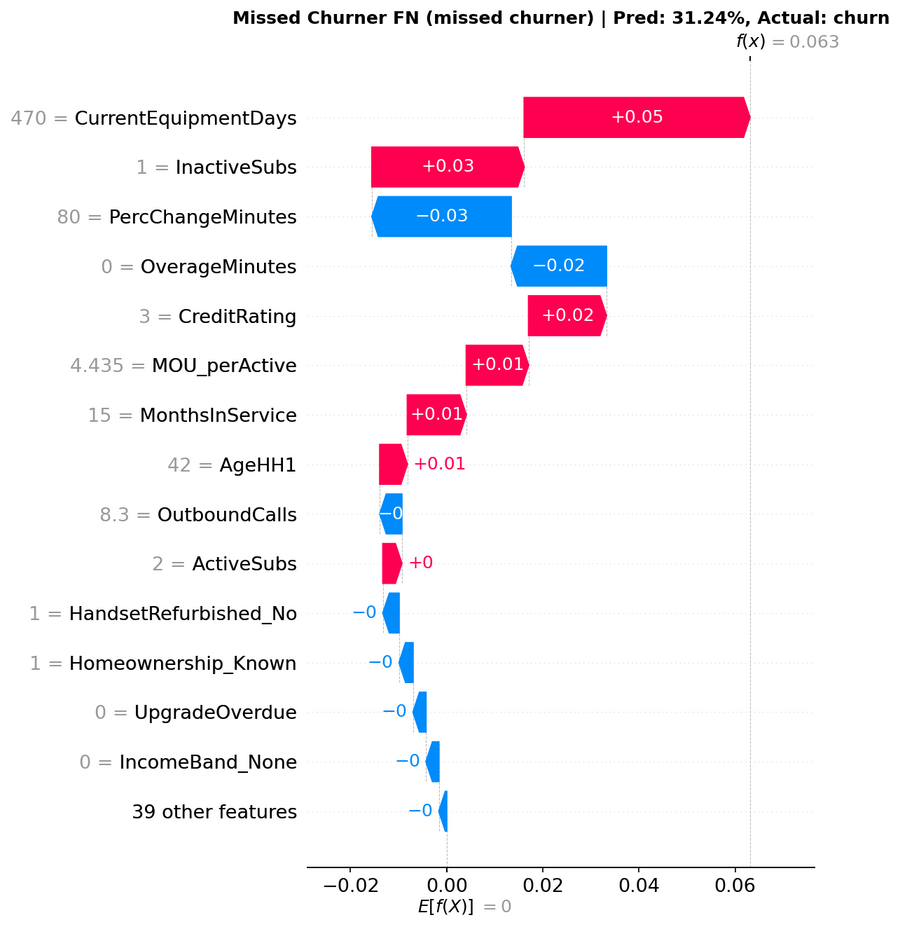 Missed Churner FN (missed churner) | Pred: 31.24%, Actual: churn
f(x) = 0.063
470 = CurrentEquipmentDays +0.05
1 = InactiveSubs +0.03
80 = PercChangeMinutes −0.03
0 = OverageMinutes −0.02
3 = CreditRating +0.02
4.435 = MOU_perActive +0.01
15 = MonthsInService +0.01
42 = AgeHH1 +0.01
8.3 = OutboundCalls −0
2 = ActiveSubs +0
1 = HandsetRefurbished_No −0
1 = Homeownership_Known −0
0 = UpgradeOverdue −0
0 = IncomeBand_None −0
39 other features −0
−0.02 0.00 0.02 0.04 0.06
E[f(X)] = 0